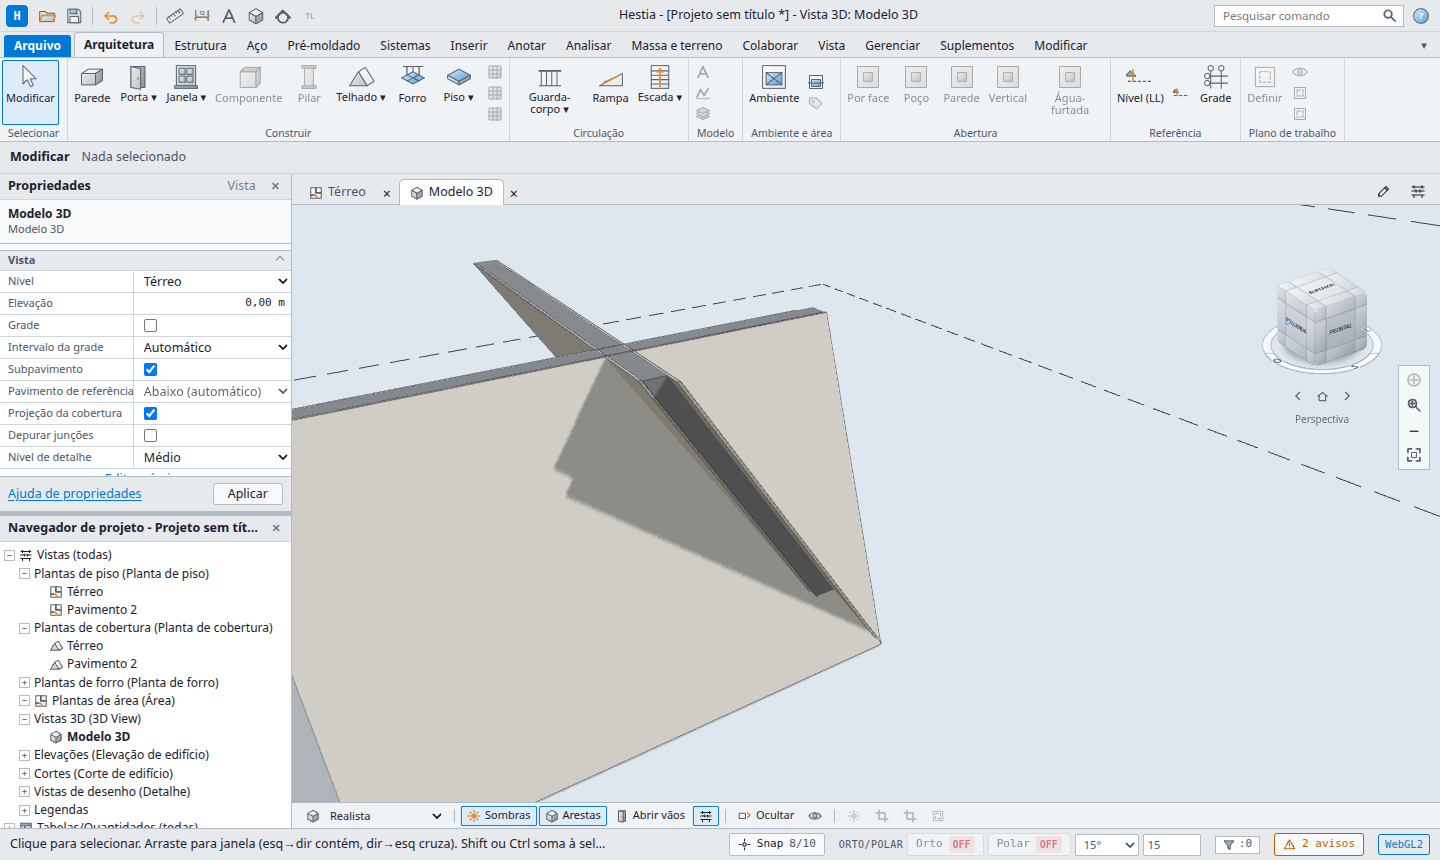 H
TL
Hestia - [Projeto sem título *] - Vista 3D: Modelo 3D
Pesquisar comando
?
Arquivo Arquitetura Estrutura Aço Pré-moldado Sistemas Inserir Anotar Analisar Massa e terreno Colaborar Vista Gerenciar Suplementos Modificar
Modificar
Parede
Porta ▾
Janela ▾
Componente
Pilar
Telhado ▾
Forro
Piso ▾
Guarda-corpo ▾
Rampa
Escada ▾
Ambiente
Por face
Poço
Parede
Vertical
Água-furtada
Nível (LL)
Grade
Definir
Selecionar
Construir
Circulação
Modelo
Ambiente e área
Abertura
Referência
Plano de trabalho
Modificar Nada selecionado
Propriedades Vista ×
Modelo 3D
Modelo 3D
Vista
Nível Térreo
Elevação 0,00 m
Grade
Intervalo da grade Automático
Subpavimento
Pavimento de referência Abaixo (automático)
Projeção da cobertura
Depurar junções
Nível de detalhe Médio
Ajuda de propriedades Aplicar
Navegador de projeto - Projeto sem tít... ×
Vistas (todas)
Plantas de piso (Planta de piso)
Térreo
Pavimento 2
Plantas de cobertura (Planta de cobertura)
Térreo
Pavimento 2
Plantas de forro (Planta de forro)
Plantas de área (Área)
Vistas 3D (3D View)
Modelo 3D
Elevações (Elevação de edifício)
Cortes (Corte de edifício)
Vistas de desenho (Detalhe)
Legendas
Tabelas/Quantidades (todas)
Térreo × Modelo 3D ×
SUPERIOR
FRONTAL
O
S
Perspectiva
Realista Sombras Arestas Abrir vãos Ocultar
Clique para selecionar. Arraste para janela (esq→dir contém, dir→esq cruza). Shift ou Ctrl soma à sel...
Snap 8/10 ORTO/POLAR Orto OFF Polar OFF 15° 15 :0 2 avisos WebGL2